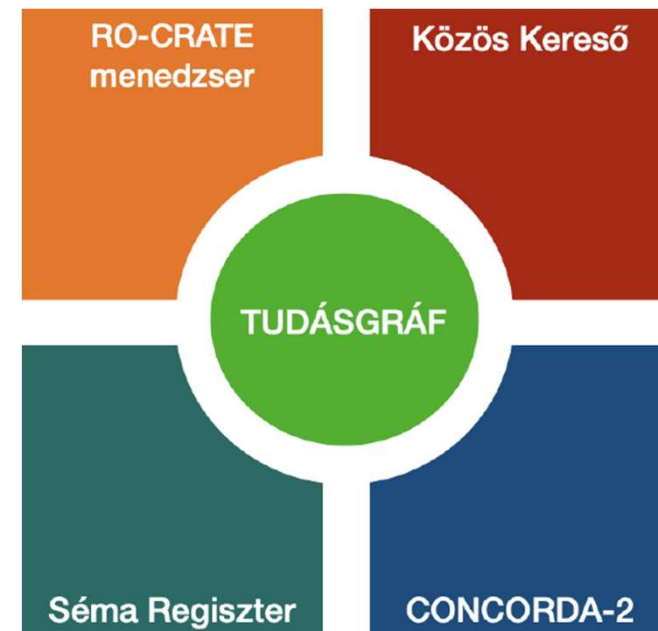 RO-CRATE
menedzser
Közös Kereső
TUDÁSGRÁF
Séma Regiszter
CONCORDA-2